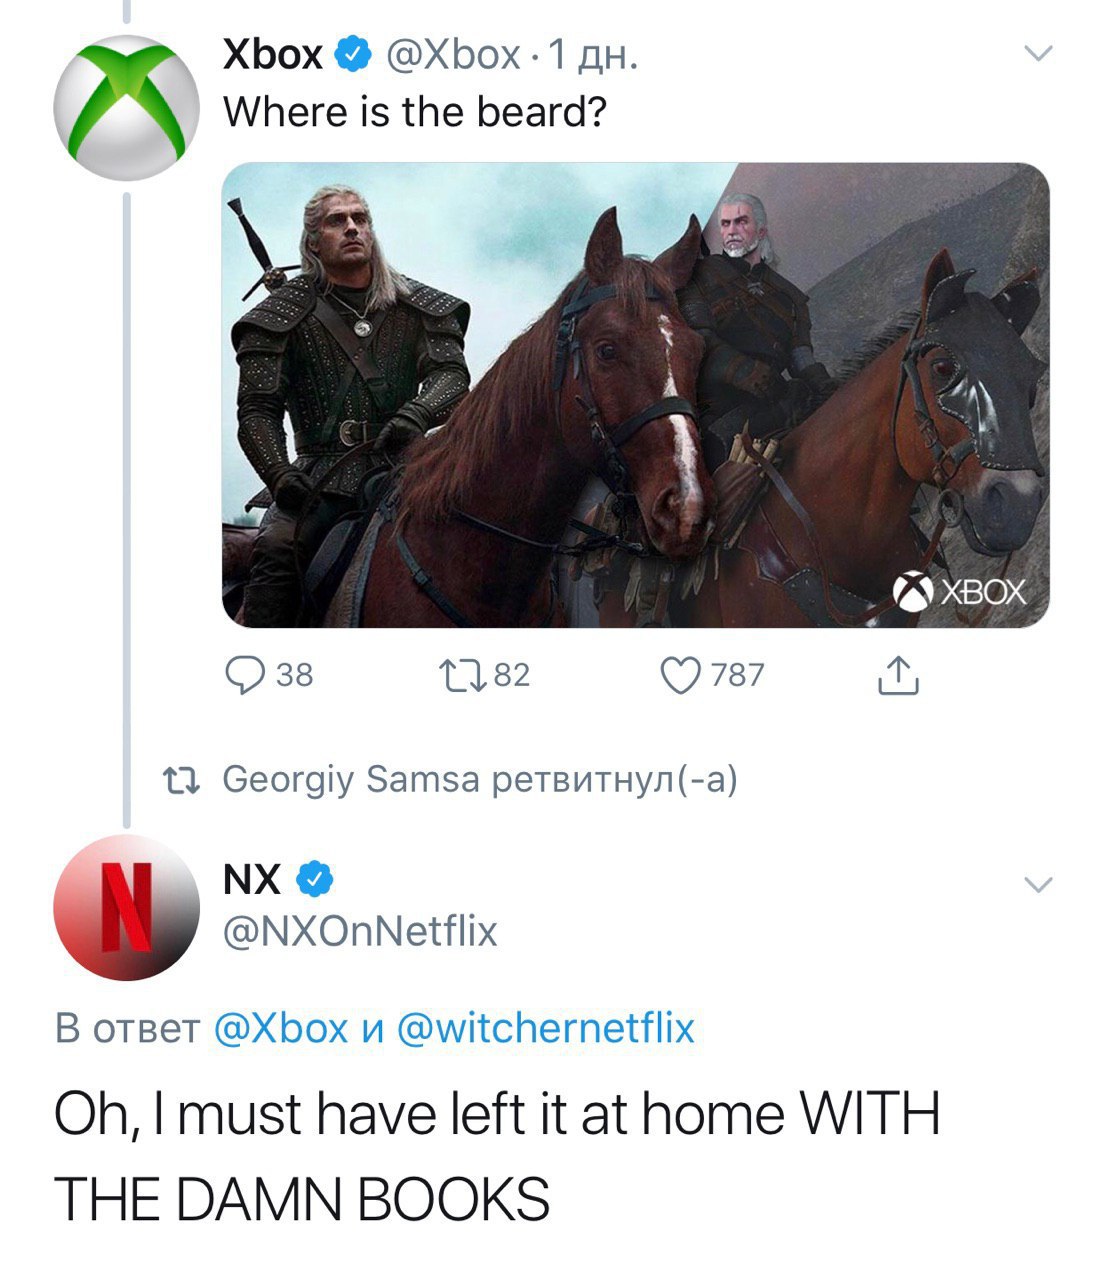 Xbox @Xbox · 1 дн.
Where is the beard?
XBOX
38 82 787
Georgiy Samsa ретвитнул(-а)
N
NX
@NXOnNetflix
В ответ @Xbox и @witchernetflix
Oh, I must have left it at home WITH
THE DAMN BOOKS